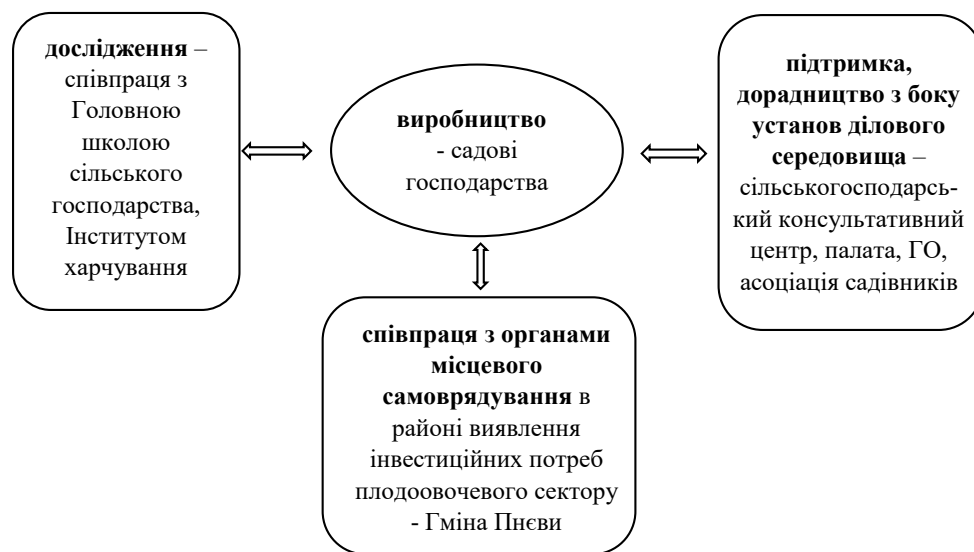 дослідження –
співпраця з
Головною
школою
сільського
господарства,
Інститутом
харчування
виробництво
- садові
господарства
підтримка,
дорадництво з боку
установ ділового
середовища –
сільськогосподарсь-
кий консультативний
центр, палата, ГО,
асоціація садівників
співпраця з органами
місцевого
самоврядування в
районі виявлення
інвестиційних потреб
плодоовочевого сектору
- Гміна Пнєви